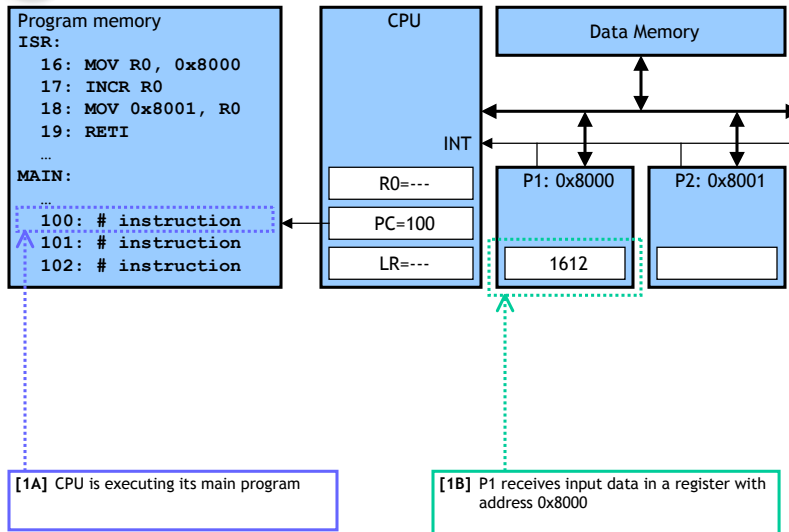 Program memory
ISR:
16: MOV R0, 0x8000
17: INCR R0
18: MOV 0x8001, R0
19: RETI
…
MAIN:
…
100: # instruction
101: # instruction
102: # instruction
CPU
INT
R0=---
PC=100
LR=---
Data Memory
P1: 0x8000
1612
P2: 0x8001
[1A] CPU is executing its main program
[1B] P1 receives input data in a register with
address 0x8000